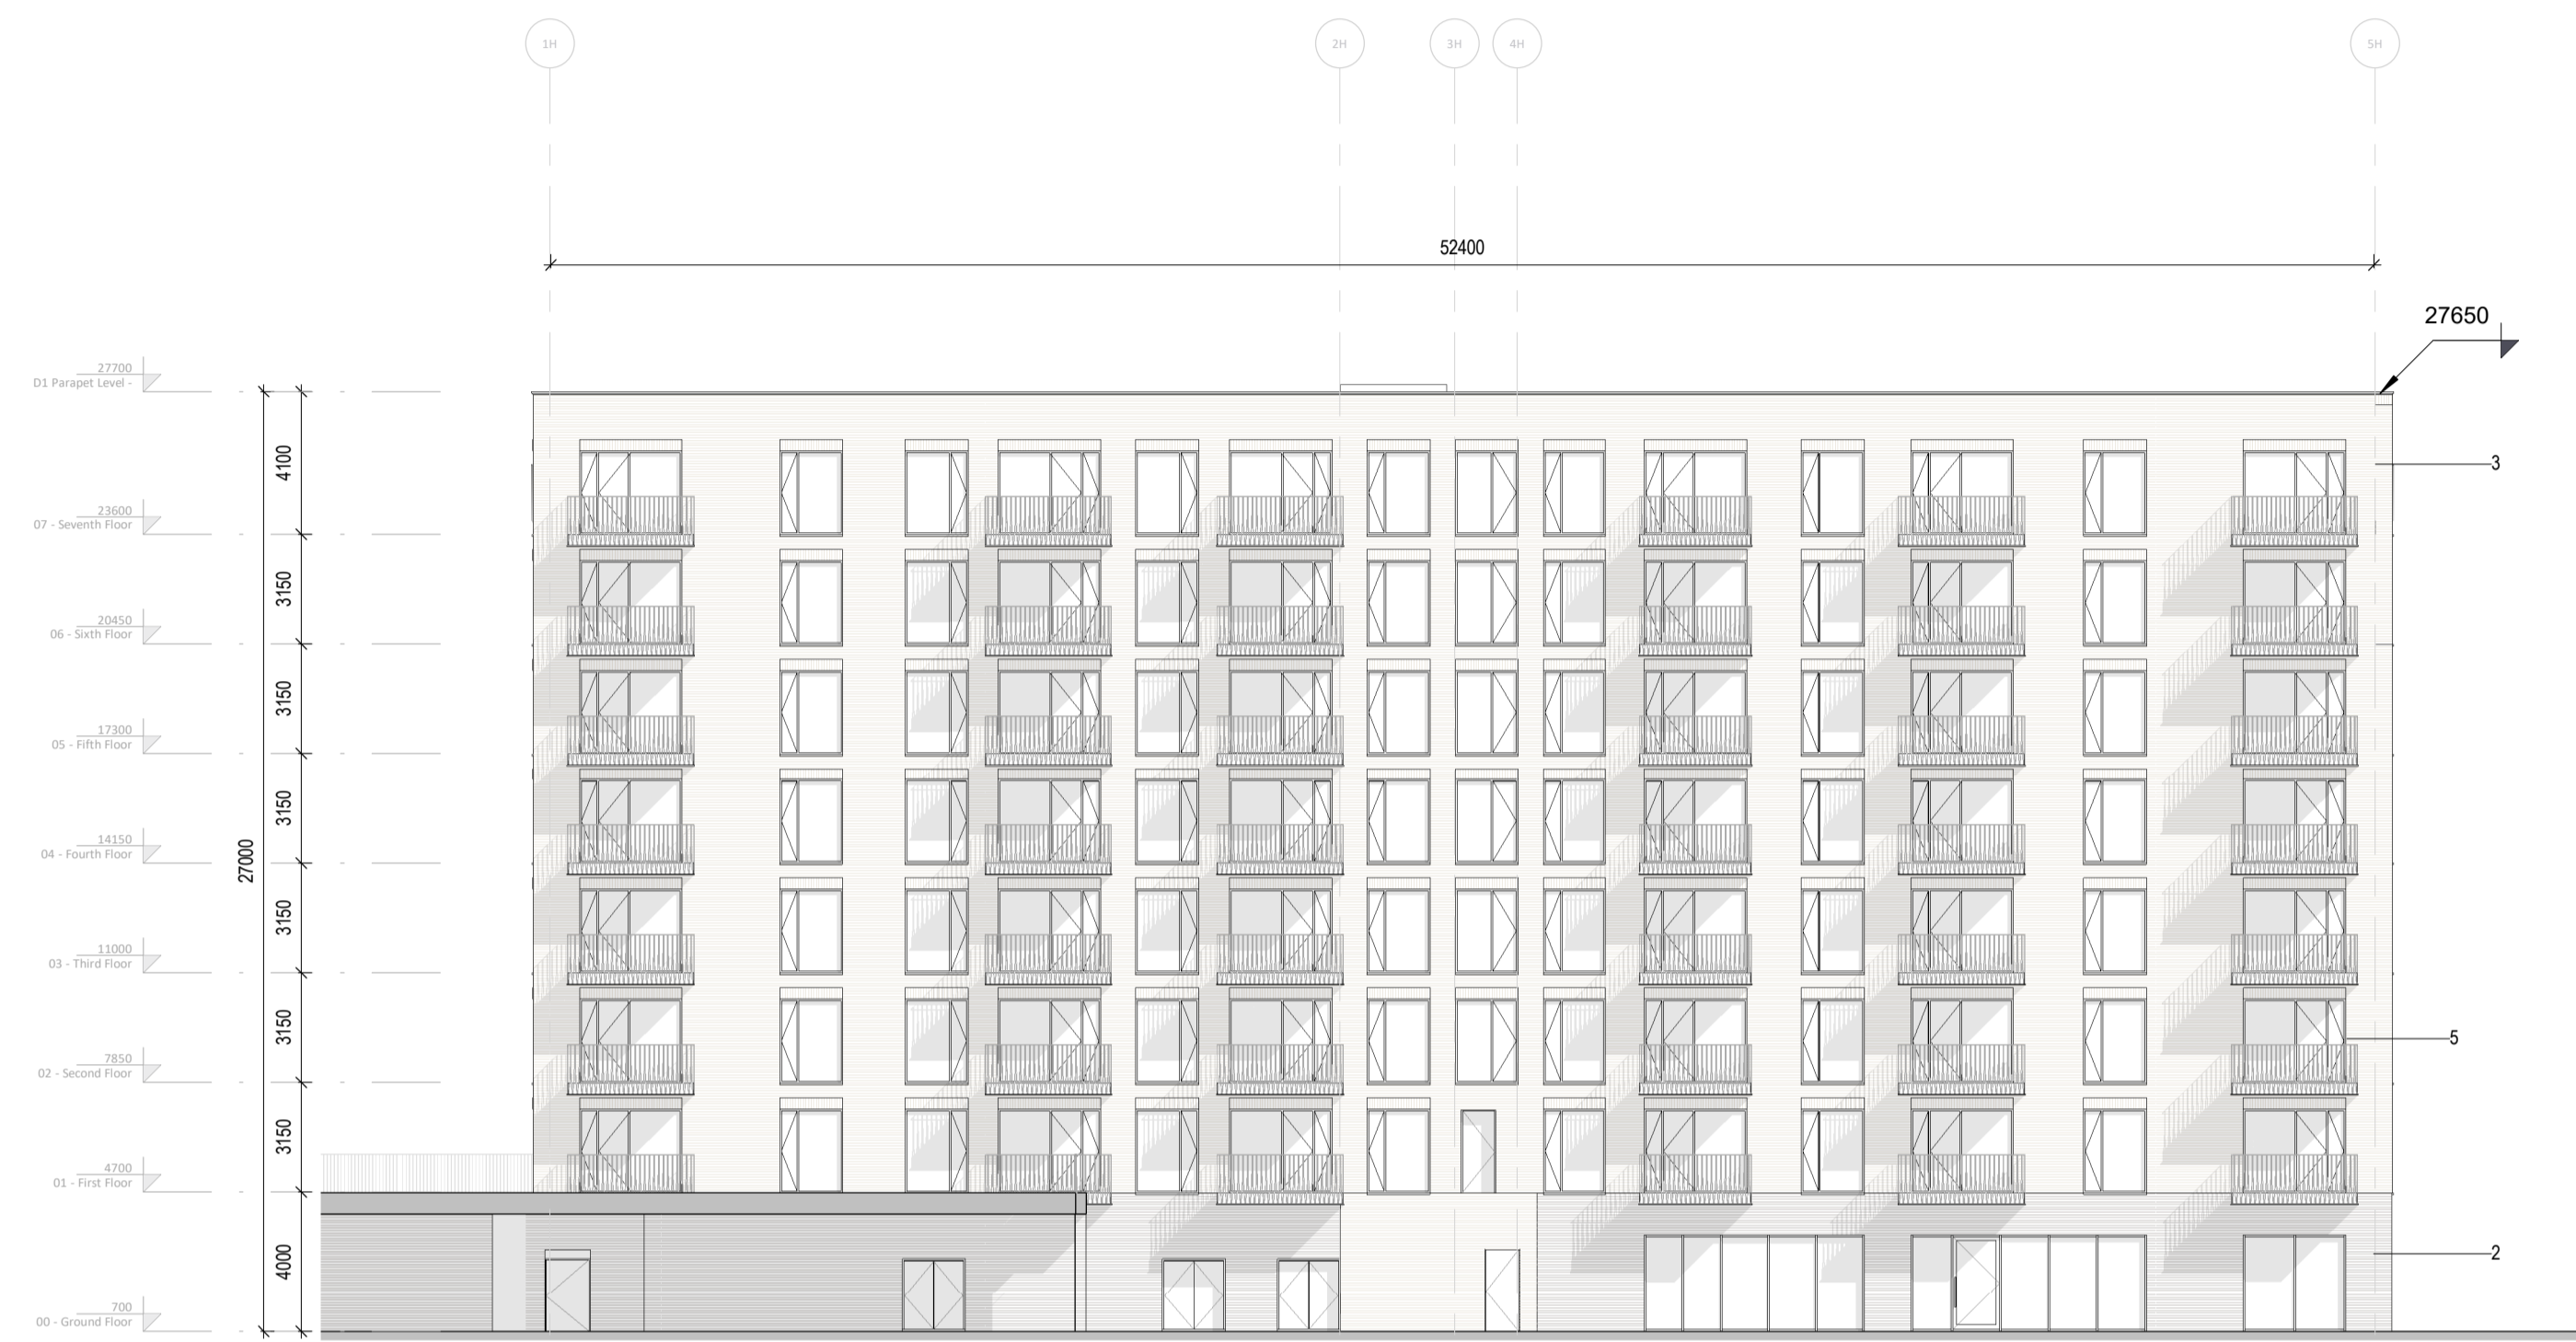 1H
2H
3H
4H
5H
52400
27650
27700
D1 Parapet Level -
4100
3
23600
07 - Seventh Floor
3150
20450
06 - Sixth Floor
3150
17300
05 - Fifth Floor
3150
14150
04 - Fourth Floor
27000
3150
11000
03 - Third Floor
3150
5
7850
02 - Second Floor
3150
4700
01 - First Floor
4000
2
700
00 - Ground Floor